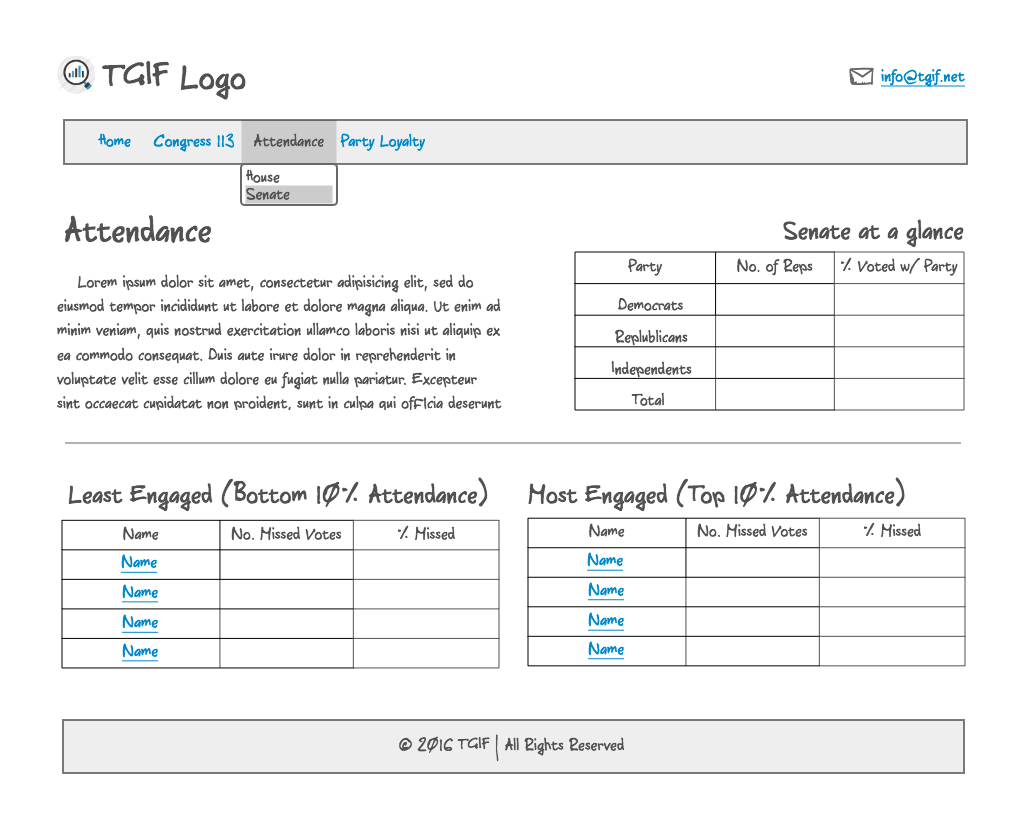 TGIF Logo
info@tgif.net
Home Congress 113 Attendance Party Loyalty
House
Senate
Attendance
Lorem ipsum dolor sit amet, consectetur adipisicing elit, sed do
eiusmod tempor incididunt ut labore et dolore magna aliqua. Ut enim ad
minim veniam, quis nostrud exercitation ullamco laboris nisi ut aliquip ex
ea commodo consequat. Duis aute irure dolor in reprehenderit in
voluptate velit esse cillum dolore eu fugiat nulla pariatur. Excepteur
sint occaecat cupidatat non proident, sunt in culpa qui officia deserunt
Senate at a glance
Party No. of Reps % Voted w/ Party
Democrats
Replublicans
Independents
Total
Least Engaged (Bottom 10% Attendance)
Name No. Missed Votes % Missed
Name
Name
Name
Name
Most Engaged (Top 10% Attendance)
Name No. Missed Votes % Missed
Name
Name
Name
Name
© 2016 TGIF | All Rights Reserved